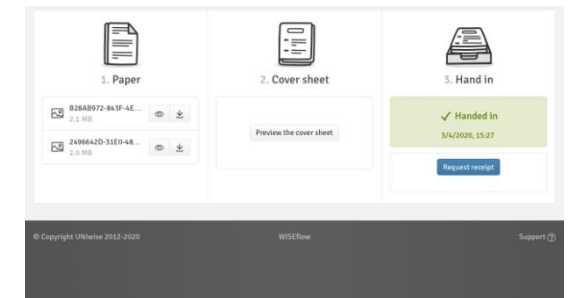 1. Paper
B28AB972-843F-4E...
2.1 MB
2496642D-31E0-48...
2.0 MB
2. Cover sheet
Preview the cover sheet
3. Hand in
✓ Handed in
3/4/2020, 15:27
Request receipt
© Copyright UNIwise 2012-2020
WISEflow
Support ?